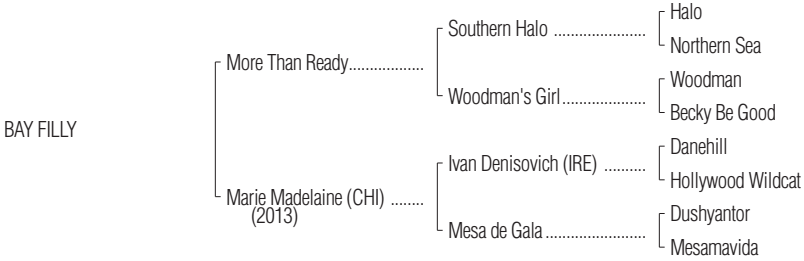 Halo
Southern Halo ......................
Northern Sea
More Than Ready..................
Woodman
Woodman's Girl....................
Becky Be Good
BAY FILLY
Danehill
Ivan Denisovich (IRE) ..........
Hollywood Wildcat
Marie Madelaine (CHI) ........
(2013)
Dushyantor
Mesa de Gala ........................
Mesamavida